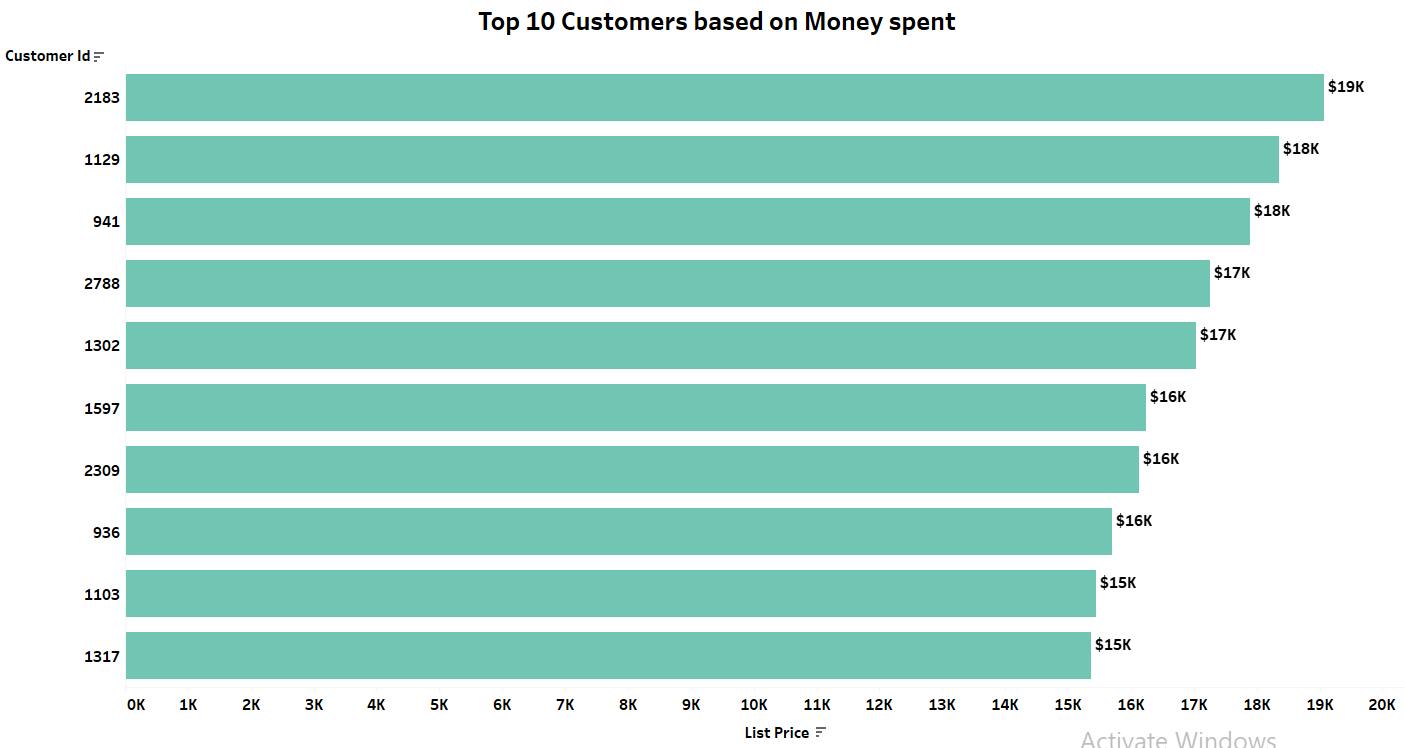 Top 10 Customers based on Money spent
Customer Id
2183 $19K
1129 $18K
941 $18K
2788 $17K
1302 $17K
1597 $16K
2309 $16K
936 $16K
1103 $15K
1317 $15K
0K 1K 2K 3K 4K 5K 6K 7K 8K 9K 10K 11K 12K 13K 14K 15K 16K 17K 18K 19K 20K
List Price
Activate Windows